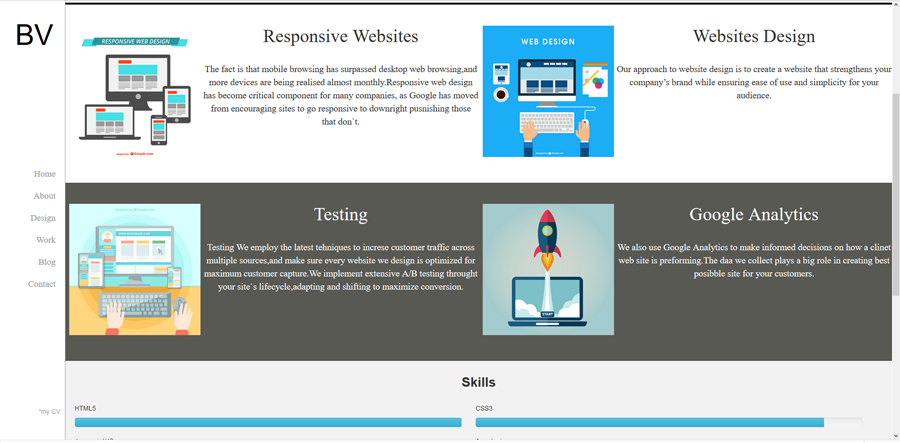 BV
Home
About
Design
Work
Blog
Contact
*my CV
RESPONSIVE WEB DESIGN
designed by freepik.com
Responsive Websites
The fact is that mobile browsing has surpassed desktop web browsing,and
more devices are being realised almost monthly.Responsive web design
has become critical component for many companies, as Google has moved
from encouraging sites to go responsive to downright pusnishing those
that don`t.
WEB DESIGN
designed by freepik.com
Websites Design
Our approach to website design is to create a website that strengthens your
company's brand while ensuring ease of use and simplicity for your
audience.
Testing
Testing We employ the latest tehniques to increse customer traffic across
multiple sources,and make sure every website we design is optimized for
maximum customer capture.We implement extensive A/B testing throught
your site`s lifecycle,adapting and shifting to maximize conversion.
START
Google Analytics
We also use Google Analytics to make informed decisions on how a clinet
web site is preforming.The daa we collect plays a big role in creating best
posibble site for your customers.
Skills
HTML5
CSS3